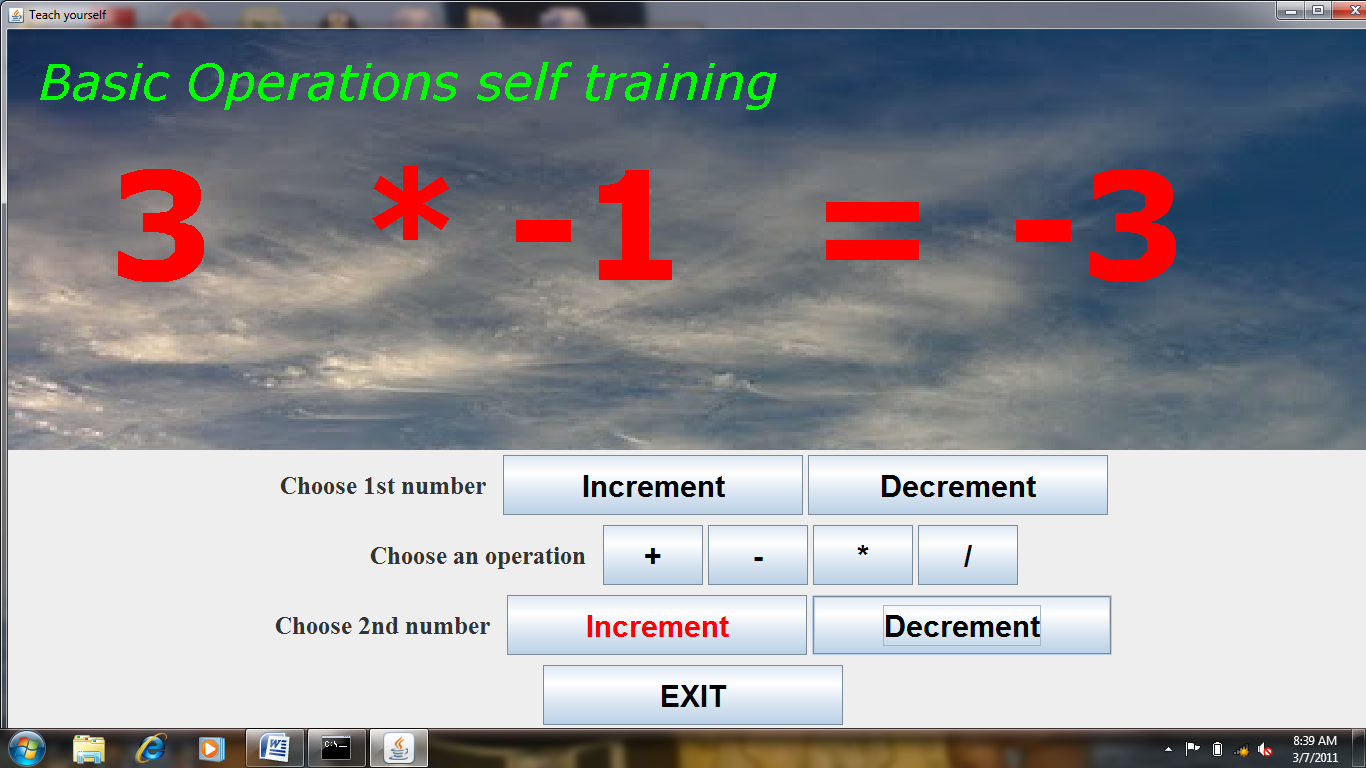 Teach yourself
Basic Operations self training
3 * -1 = -3
Choose 1st number Increment Decrement
Choose an operation + - * /
Choose 2nd number Increment Decrement
EXIT
C:\_
8:39 AM
3/7/2011